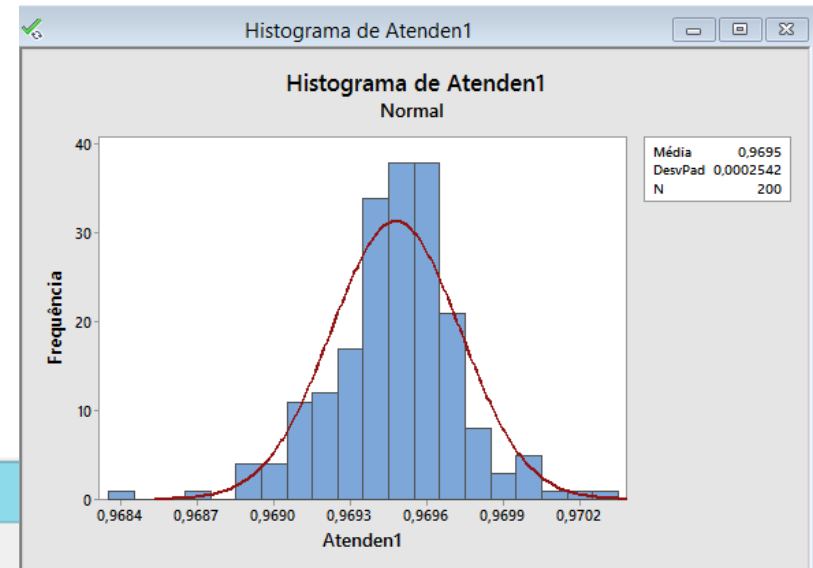 Histograma de Atenden1
Histograma de Atenden1
Normal
Média 0,9695
DesvPad 0,0002542
N 200
Frequência
40
30
20
10
0
0,9684 0,9687 0,9690 0,9693 0,9696 0,9699 0,9702
Atenden1